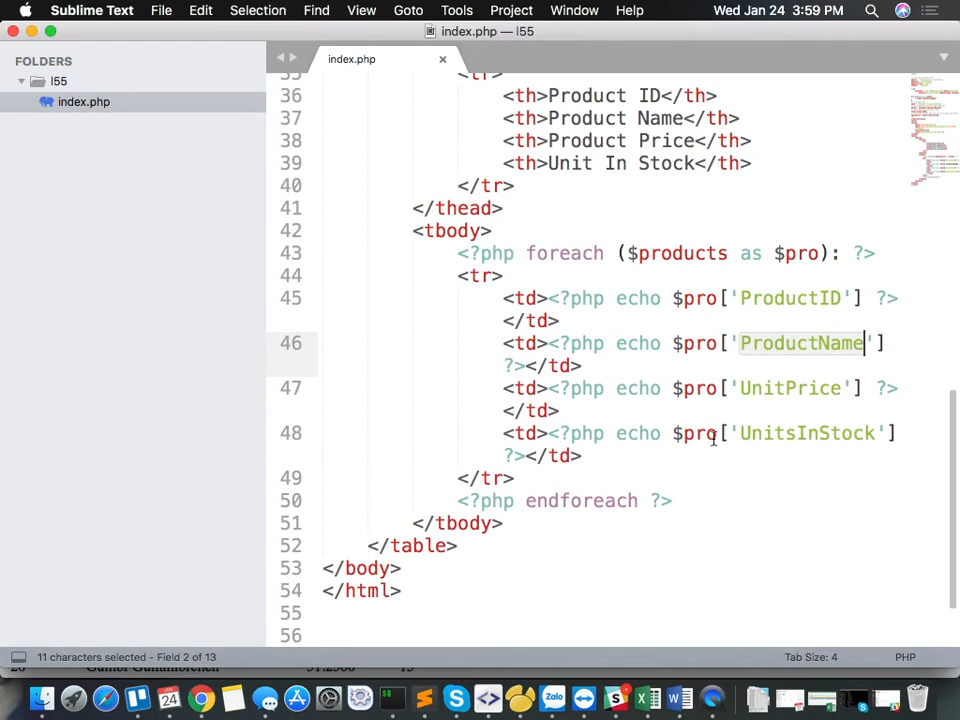 Sublime Text File Edit Selection Find View Goto Tools Project Window Help Wed Jan 24 3:59 PM
index.php — l55
FOLDERS
l55
index.php
index.php
35 <tr>
36 <th>Product ID</th>
37 <th>Product Name</th>
38 <th>Product Price</th>
39 <th>Unit In Stock</th>
40 </tr>
41 </thead>
42 <tbody>
43 <?php foreach ($products as $pro): ?>
44 <tr>
45 <td><?php echo $pro['ProductID'] ?>
</td>
46 <td><?php echo $pro['ProductName']
?></td>
47 <td><?php echo $pro['UnitPrice'] ?>
</td>
48 <td><?php echo $pro['UnitsInStock']
?></td>
49 </tr>
50 <?php endforeach ?>
51 </tbody>
52 </table>
53 </body>
54 </html>
55
56
11 characters selected - Field 2 of 13 Tab Size: 4 PHP
24
Zalo